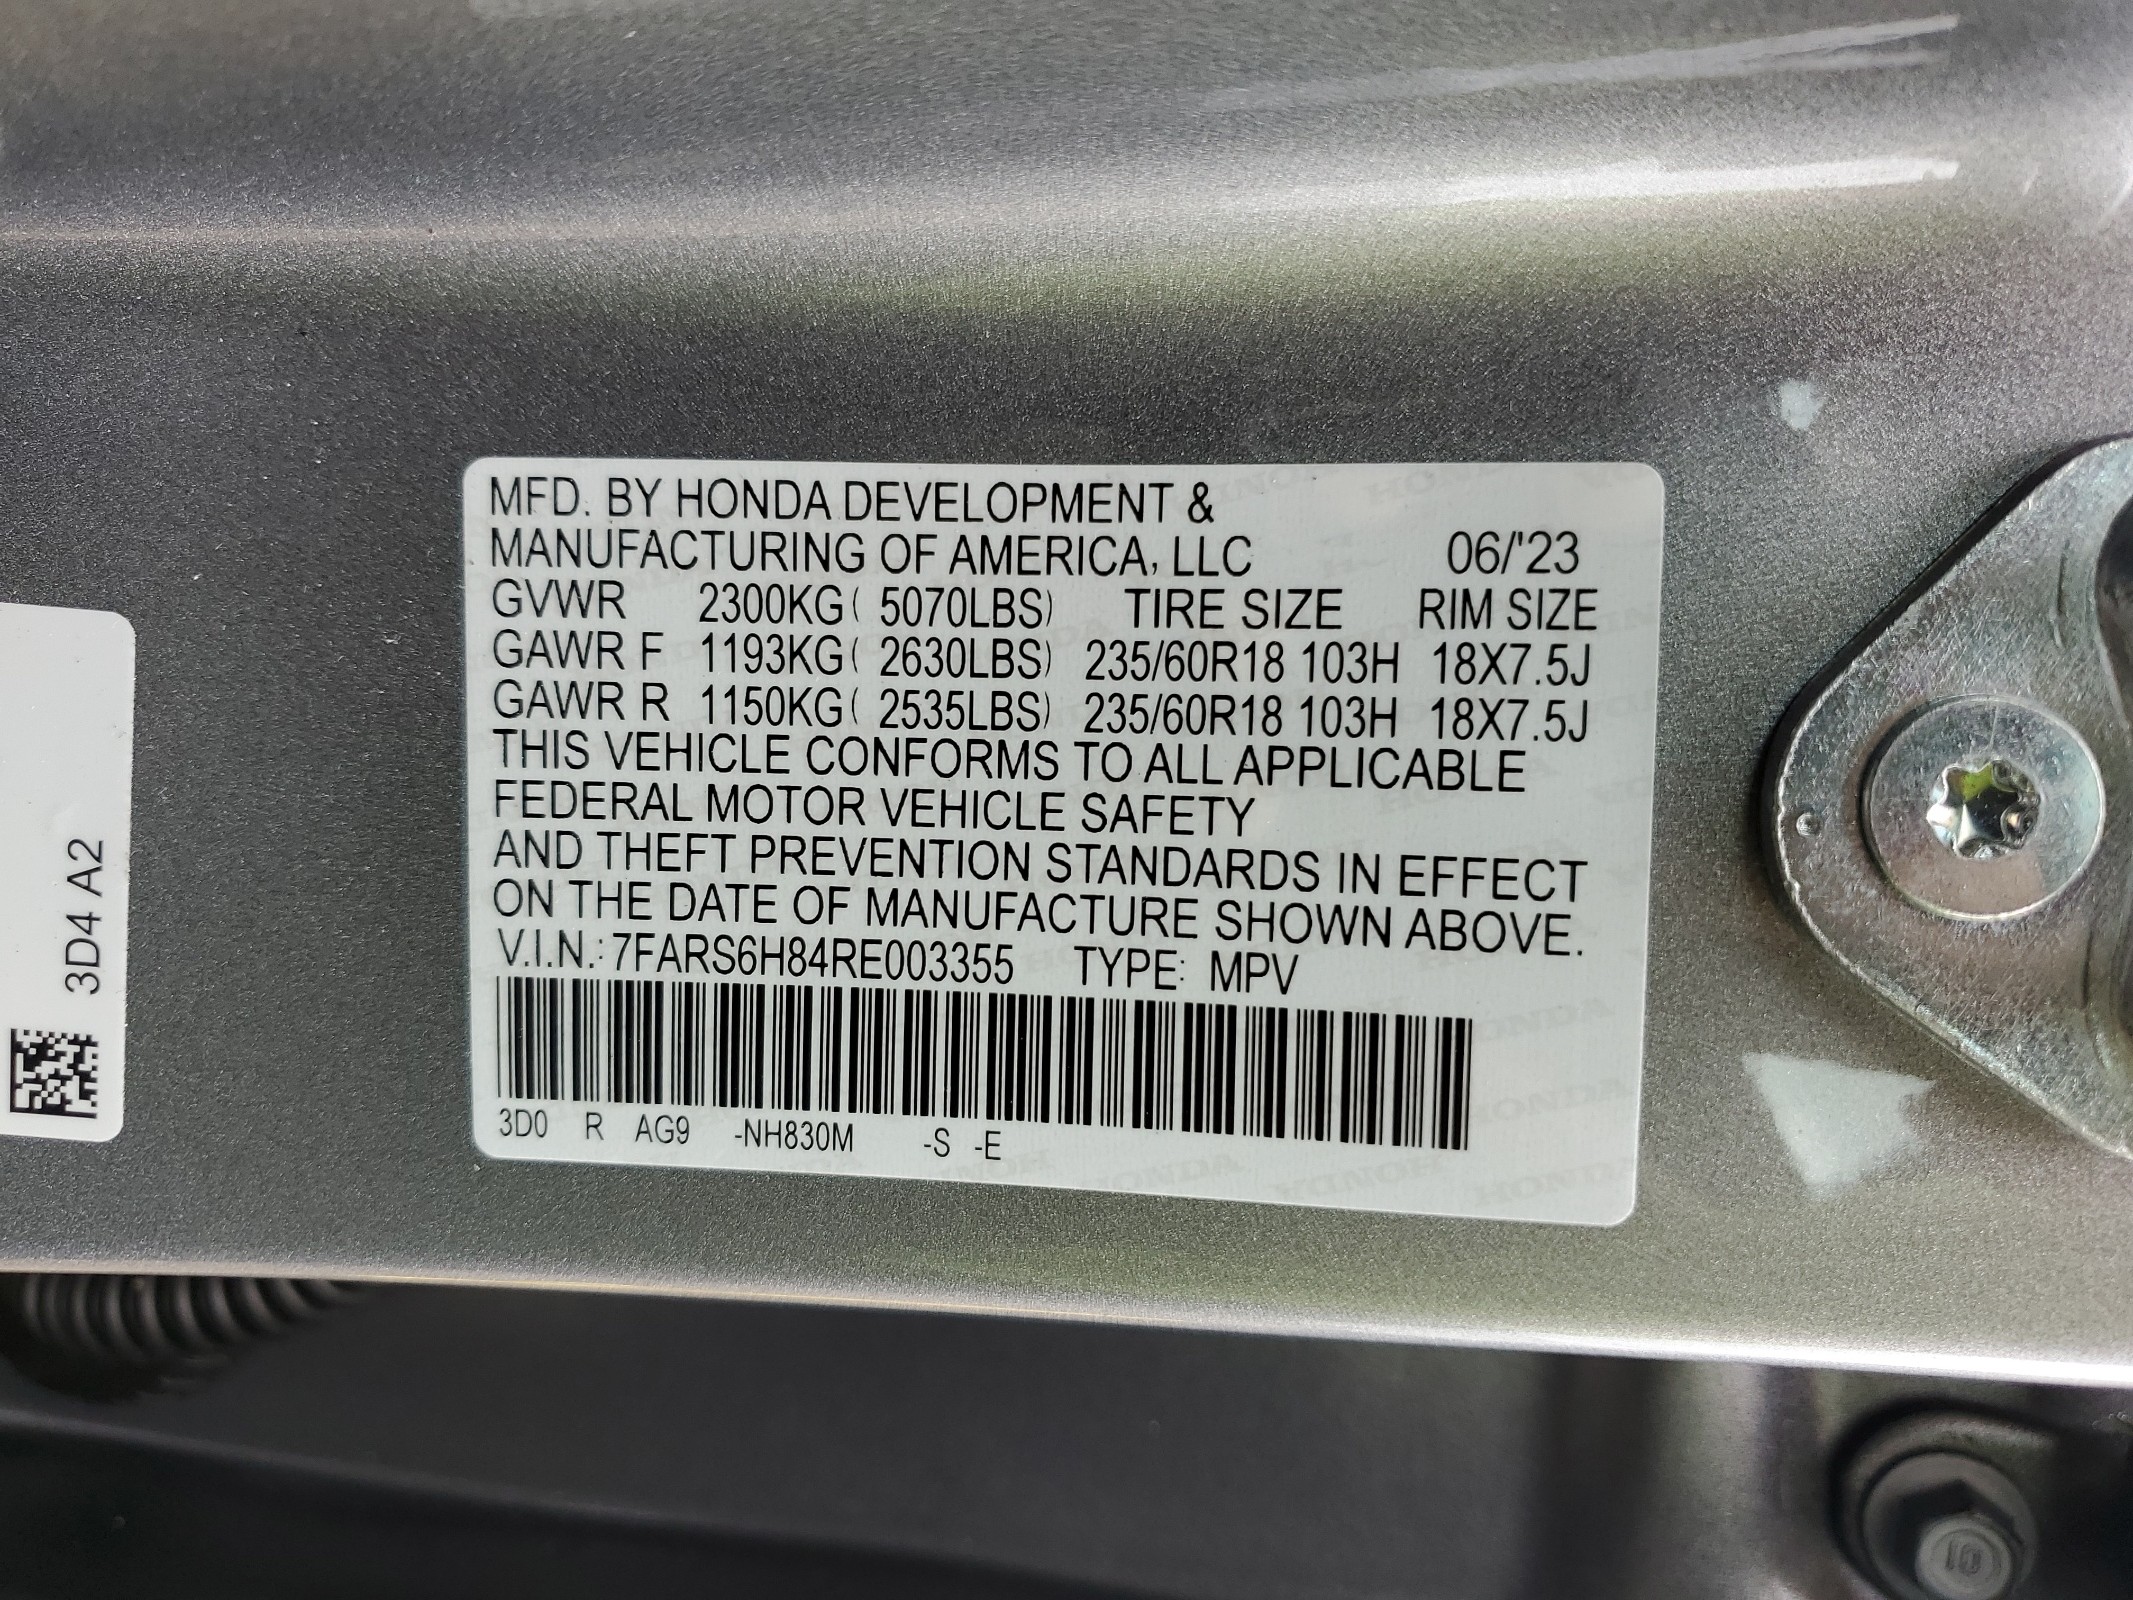 MFD. BY HONDA DEVELOPMENT &
MANUFACTURING OF AMERICA, LLC 06/'23
GVWR 2300KG( 5070LBS) TIRE SIZE RIM SIZE
GAWR F 1193KG( 2630LBS) 235/60R18 103H 18X7.5J
GAWR R 1150KG( 2535LBS) 235/60R18 103H 18X7.5J
THIS VEHICLE CONFORMS TO ALL APPLICABLE
FEDERAL MOTOR VEHICLE SAFETY
AND THEFT PREVENTION STANDARDS IN EFFECT
ON THE DATE OF MANUFACTURE SHOWN ABOVE.
V.I.N.: 7FARS6H84RE003355 TYPE: MPV
3D0 R AG9 -NH830M -S -E
3D4 A2
10